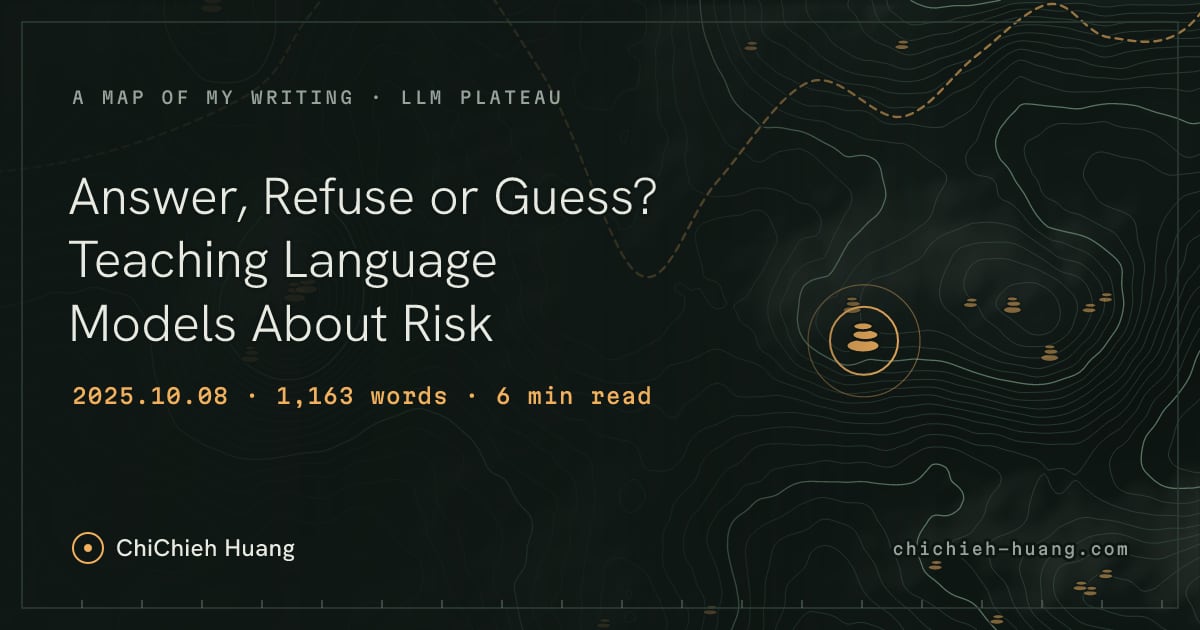 A MAP OF MY WRITING · LLM PLATEAU
Answer, Refuse or Guess?
Teaching Language
Models About Risk
2025.10.08 · 1,163 words · 6 min read
ChiChieh Huang
chichieh-huang.com